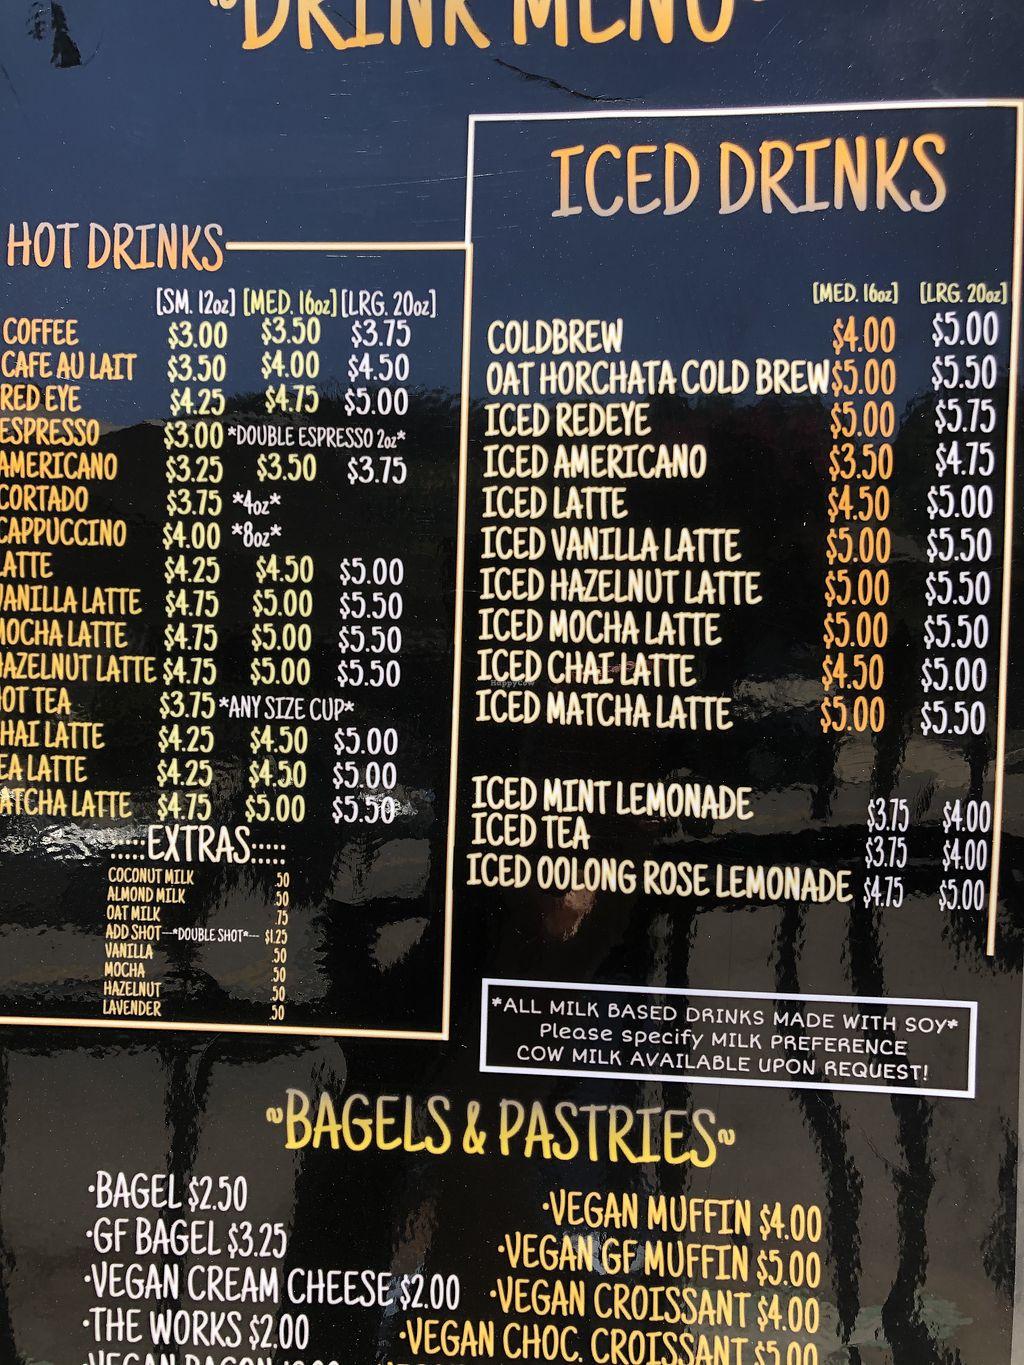 ~DRINK MENU~
HOT DRINKS
[SM. 12oz] [MED. 16oz] [LRG. 20oz]
COFFEE $3.00 $3.50 $3.75
CAFE AU LAIT $3.50 $4.00 $4.50
RED EYE $4.25 $4.75 $5.00
ESPRESSO $3.00 *DOUBLE ESPRESSO 2oz*
AMERICANO $3.25 $3.50 $3.75
CORTADO $3.75 *4oz*
CAPPUCCINO $4.00 *8oz*
LATTE $4.25 $4.50 $5.00
VANILLA LATTE $4.75 $5.00 $5.50
MOCHA LATTE $4.75 $5.00 $5.50
HAZELNUT LATTE $4.75 $5.00 $5.50
HOT TEA $3.75 *ANY SIZE CUP*
CHAI LATTE $4.25 $4.50 $5.00
TEA LATTE $4.25 $4.50 $5.00
MATCHA LATTE $4.75 $5.00 $5.50
:::::EXTRAS:::::
COCONUT MILK .50
ALMOND MILK .50
OAT MILK .75
ADD SHOT--*DOUBLE SHOT*-- $1.25
VANILLA .50
MOCHA .50
HAZELNUT .50
LAVENDER .50
ICED DRINKS
[MED. 16oz] [LRG. 20oz]
COLDBREW $4.00 $5.00
OAT HORCHATA COLD BREW $5.00 $5.50
ICED REDEYE $5.00 $5.75
ICED AMERICANO $3.50 $4.75
ICED LATTE $4.50 $5.00
ICED VANILLA LATTE $5.00 $5.50
ICED HAZELNUT LATTE $5.00 $5.50
ICED MOCHA LATTE $5.00 $5.50
ICED CHAI LATTE $4.50 $5.00
ICED MATCHA LATTE $5.00 $5.50
ICED MINT LEMONADE $3.75 $4.00
ICED TEA $3.75 $4.00
ICED OOLONG ROSE LEMONADE $4.75 $5.00
HappyCow
*ALL MILK BASED DRINKS MADE WITH SOY*
Please specify MILK PREFERENCE
COW MILK AVAILABLE UPON REQUEST!
~BAGELS & PASTRIES~
·BAGEL $2.50
·GF BAGEL $3.25
·VEGAN CREAM CHEESE $2.00
·THE WORKS $2.00
·VEGAN BACON
·VEGAN MUFFIN $4.00
·VEGAN GF MUFFIN $5.00
·VEGAN CROISSANT $4.00
·VEGAN CHOC. CROISSANT $5.00